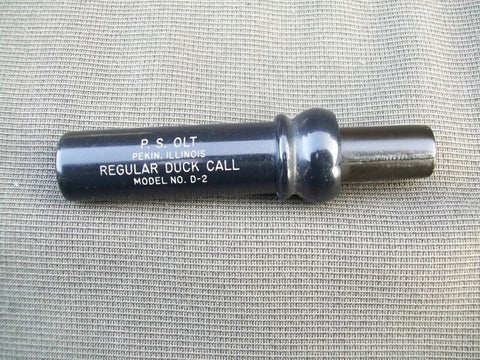 P. S. OLT
PEKIN, ILLINOIS
REGULAR DUCK CALL
MODEL NO. D-2